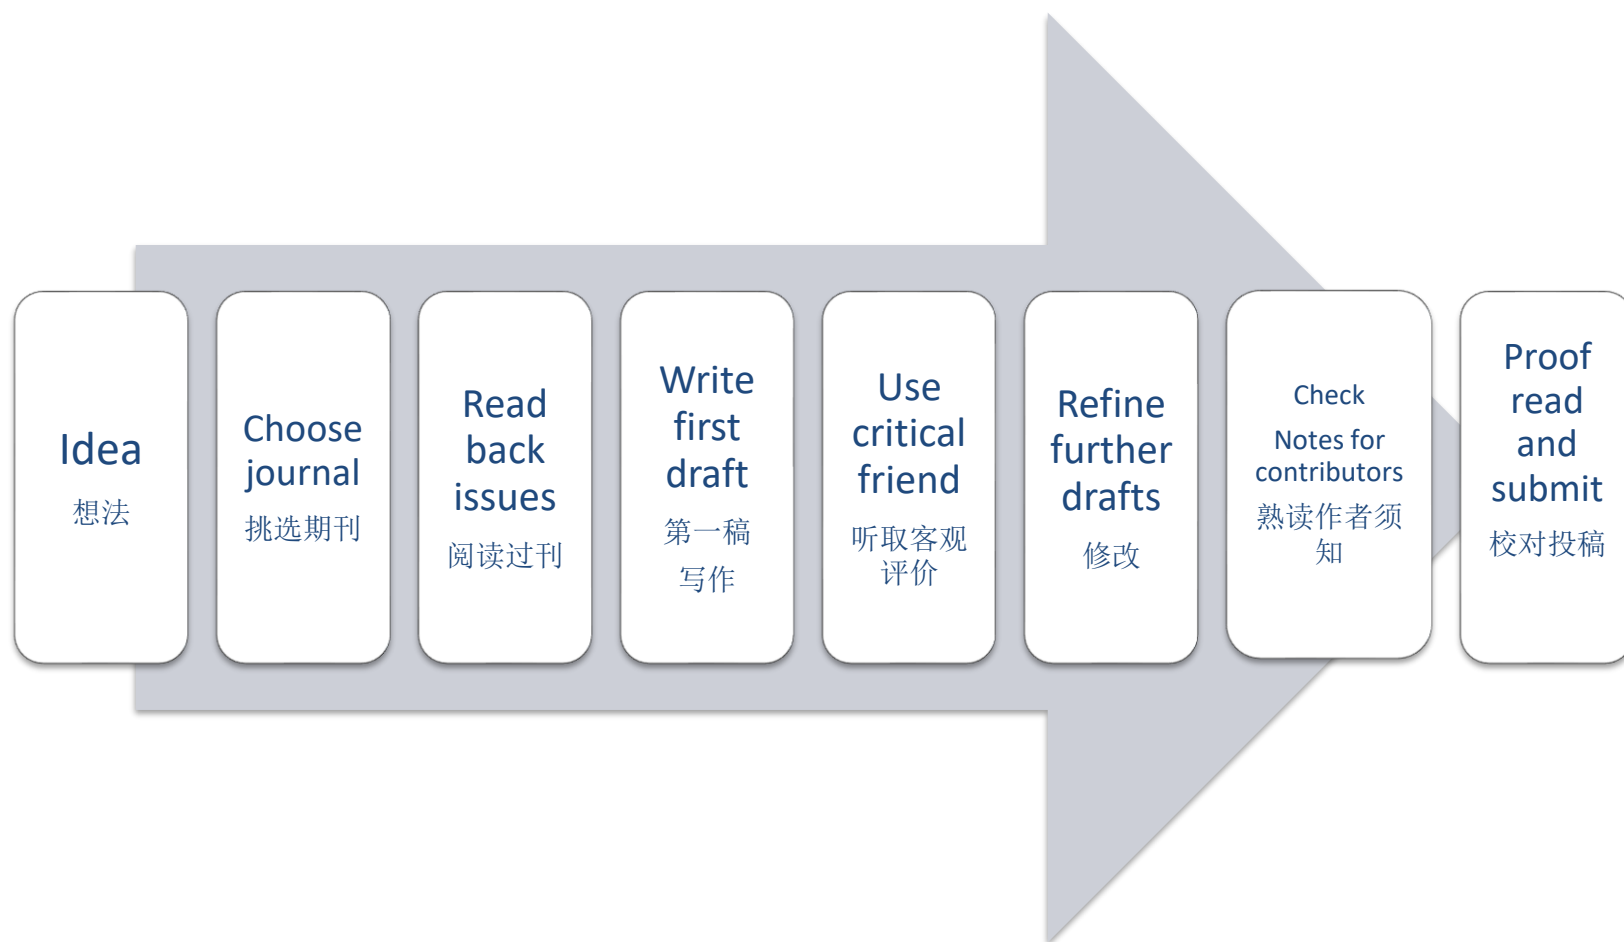 Idea
想法
Choose
journal
挑选期刊
Read
back
issues
阅读过刊
Write
first
draft
第一稿
写作
Use
critical
friend
听取客观
评价
Refine
further
drafts
修改
Check
Notes for
contributors
熟读作者须
知
Proof
read
and
submit
校对投稿